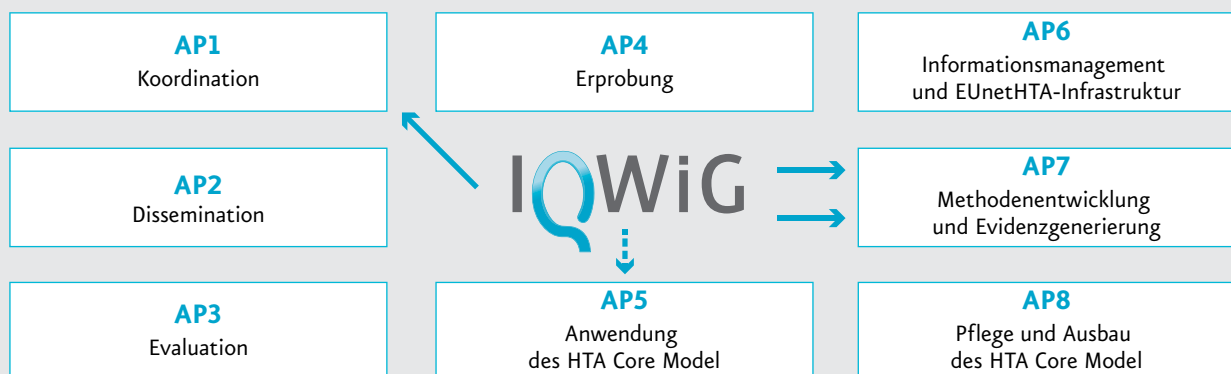 AP1
Koordination
AP4
Erprobung
AP6
Informationsmanagement
und EUnetHTA-Infrastruktur
IQWiG
AP2
Dissemination
AP7
Methodenentwicklung
und Evidenzgenerierung
AP3
Evaluation
AP5
Anwendung
des HTA Core Model
AP8
Pflege und Ausbau
des HTA Core Model